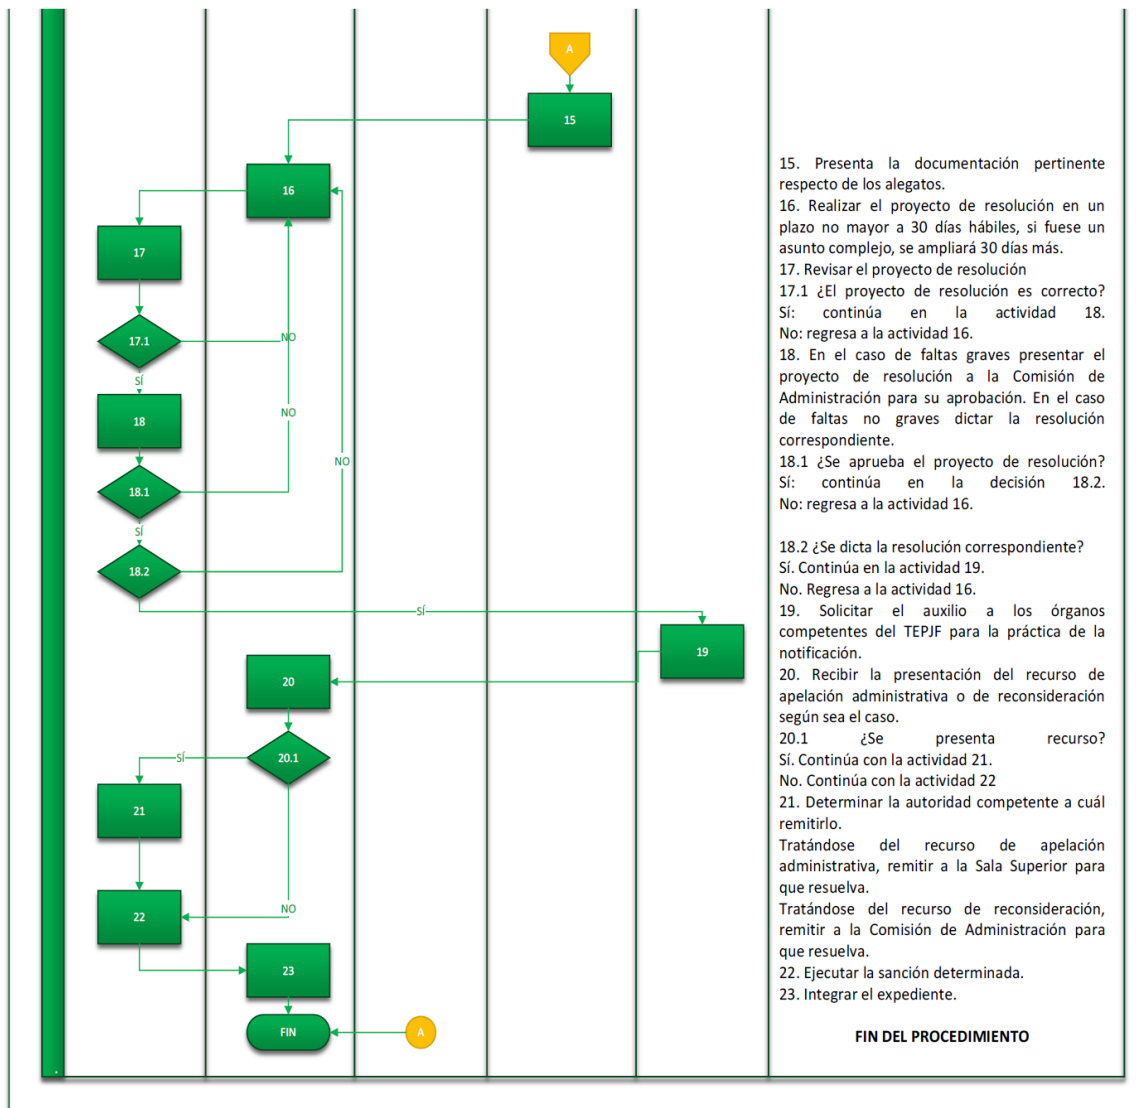 A
15
16
17
17.1
NO
SÍ
18
NO
NO
18.1
SÍ
18.2
SÍ
19
20
20.1
SÍ
21
NO
22
23
FIN
A
15. Presenta la documentación pertinente
respecto de los alegatos.
16. Realizar el proyecto de resolución en un
plazo no mayor a 30 días hábiles, si fuese un
asunto complejo, se ampliará 30 días más.
17. Revisar el proyecto de resolución
17.1 ¿El proyecto de resolución es correcto?
Sí: continúa en la actividad 18.
No: regresa a la actividad 16.
18. En el caso de faltas graves presentar el
proyecto de resolución a la Comisión de
Administración para su aprobación. En el caso
de faltas no graves dictar la resolución
correspondiente.
18.1 ¿Se aprueba el proyecto de resolución?
Sí: continúa en la decisión 18.2.
No: regresa a la actividad 16.
18.2 ¿Se dicta la resolución correspondiente?
Sí. Continúa en la actividad 19.
No. Regresa a la actividad 16.
19. Solicitar el auxilio a los órganos
competentes del TEPJF para la práctica de la
notificación.
20. Recibir la presentación del recurso de
apelación administrativa o de reconsideración
según sea el caso.
20.1 ¿Se presenta recurso?
Sí. Continúa con la actividad 21.
No. Continúa con la actividad 22
21. Determinar la autoridad competente a cuál
remitirlo.
Tratándose del recurso de apelación
administrativa, remitir a la Sala Superior para
que resuelva.
Tratándose del recurso de reconsideración,
remitir a la Comisión de Administración para
que resuelva.
22. Ejecutar la sanción determinada.
23. Integrar el expediente.
FIN DEL PROCEDIMIENTO